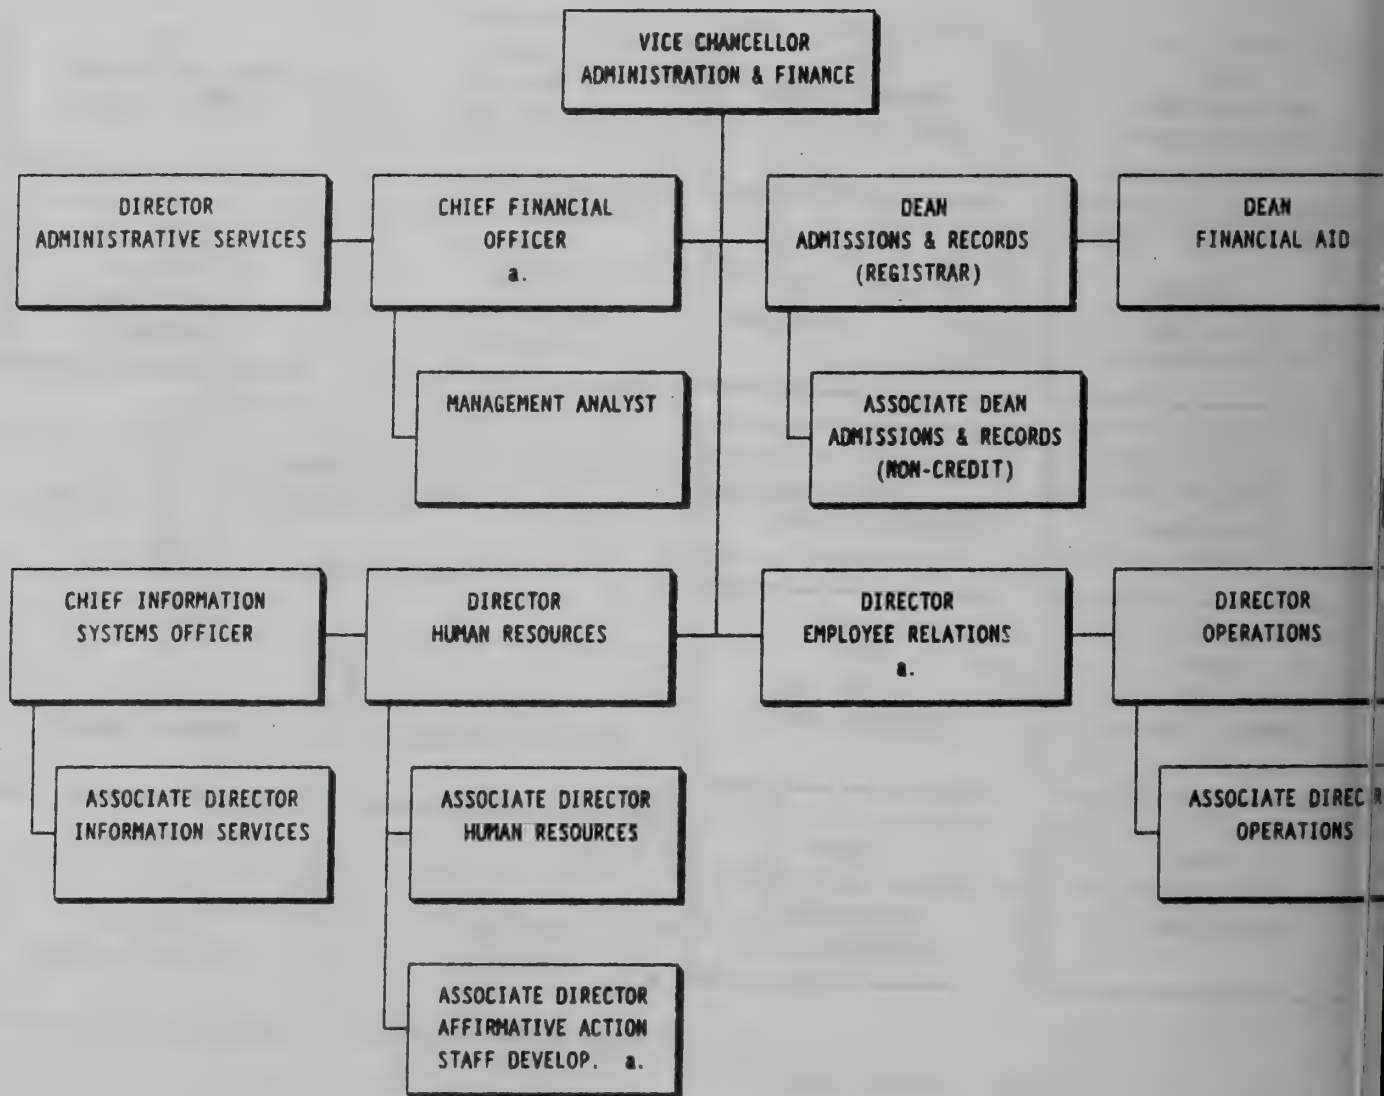 VICE CHANCELLOR
ADMINISTRATION & FINANCE
DIRECTOR
ADMINISTRATIVE SERVICES
CHIEF FINANCIAL
OFFICER
a.
DEAN
ADMISSIONS & RECORDS
(REGISTRAR)
DEAN
FINANCIAL AID
MANAGEMENT ANALYST
ASSOCIATE DEAN
ADMISSIONS & RECORDS
(NON-CREDIT)
CHIEF INFORMATION
SYSTEMS OFFICER
DIRECTOR
HUMAN RESOURCES
DIRECTOR
EMPLOYEE RELATIONS
a.
DIRECTOR
OPERATIONS
ASSOCIATE DIRECTOR
INFORMATION SERVICES
ASSOCIATE DIRECTOR
HUMAN RESOURCES
ASSOCIATE DIRECTOR
OPERATIONS
ASSOCIATE DIRECTOR
AFFIRMATIVE ACTION
STAFF DEVELOP. a.